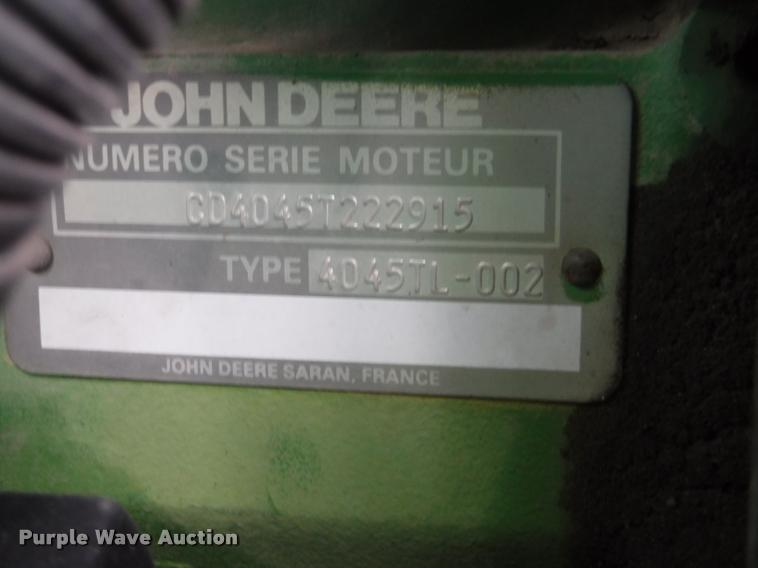 JOHN DEERE
NUMERO SERIE MOTEUR
CD4045T222915
TYPE 4045TL-002
JOHN DEERE SARAN, FRANCE
Purple Wave Auction